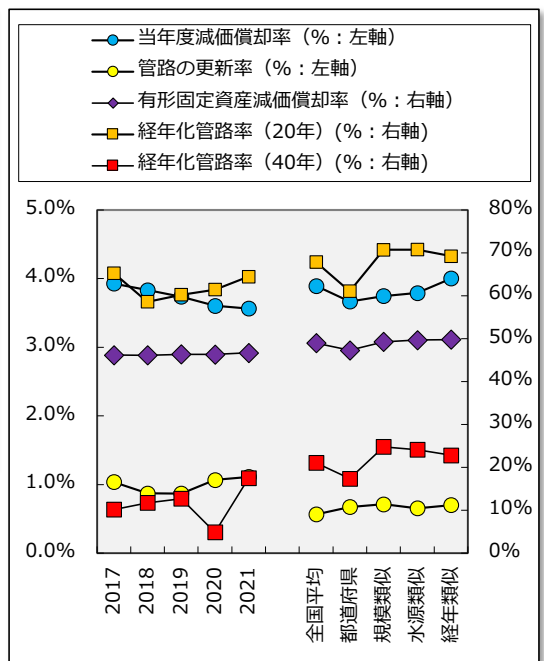 当年度減価償却率（%：左軸）
管路の更新率（%：左軸）
有形固定資産減価償却率（%：右軸）
経年化管路率（20年）(%：右軸)
経年化管路率（40年）(%：右軸)
5.0%
4.0%
3.0%
2.0%
1.0%
0.0%
80%
70%
60%
50%
40%
30%
20%
10%
0%
2017
2018
2019
2020
2021
全国平均
都道府県
規模類似
水源類似
経年類似